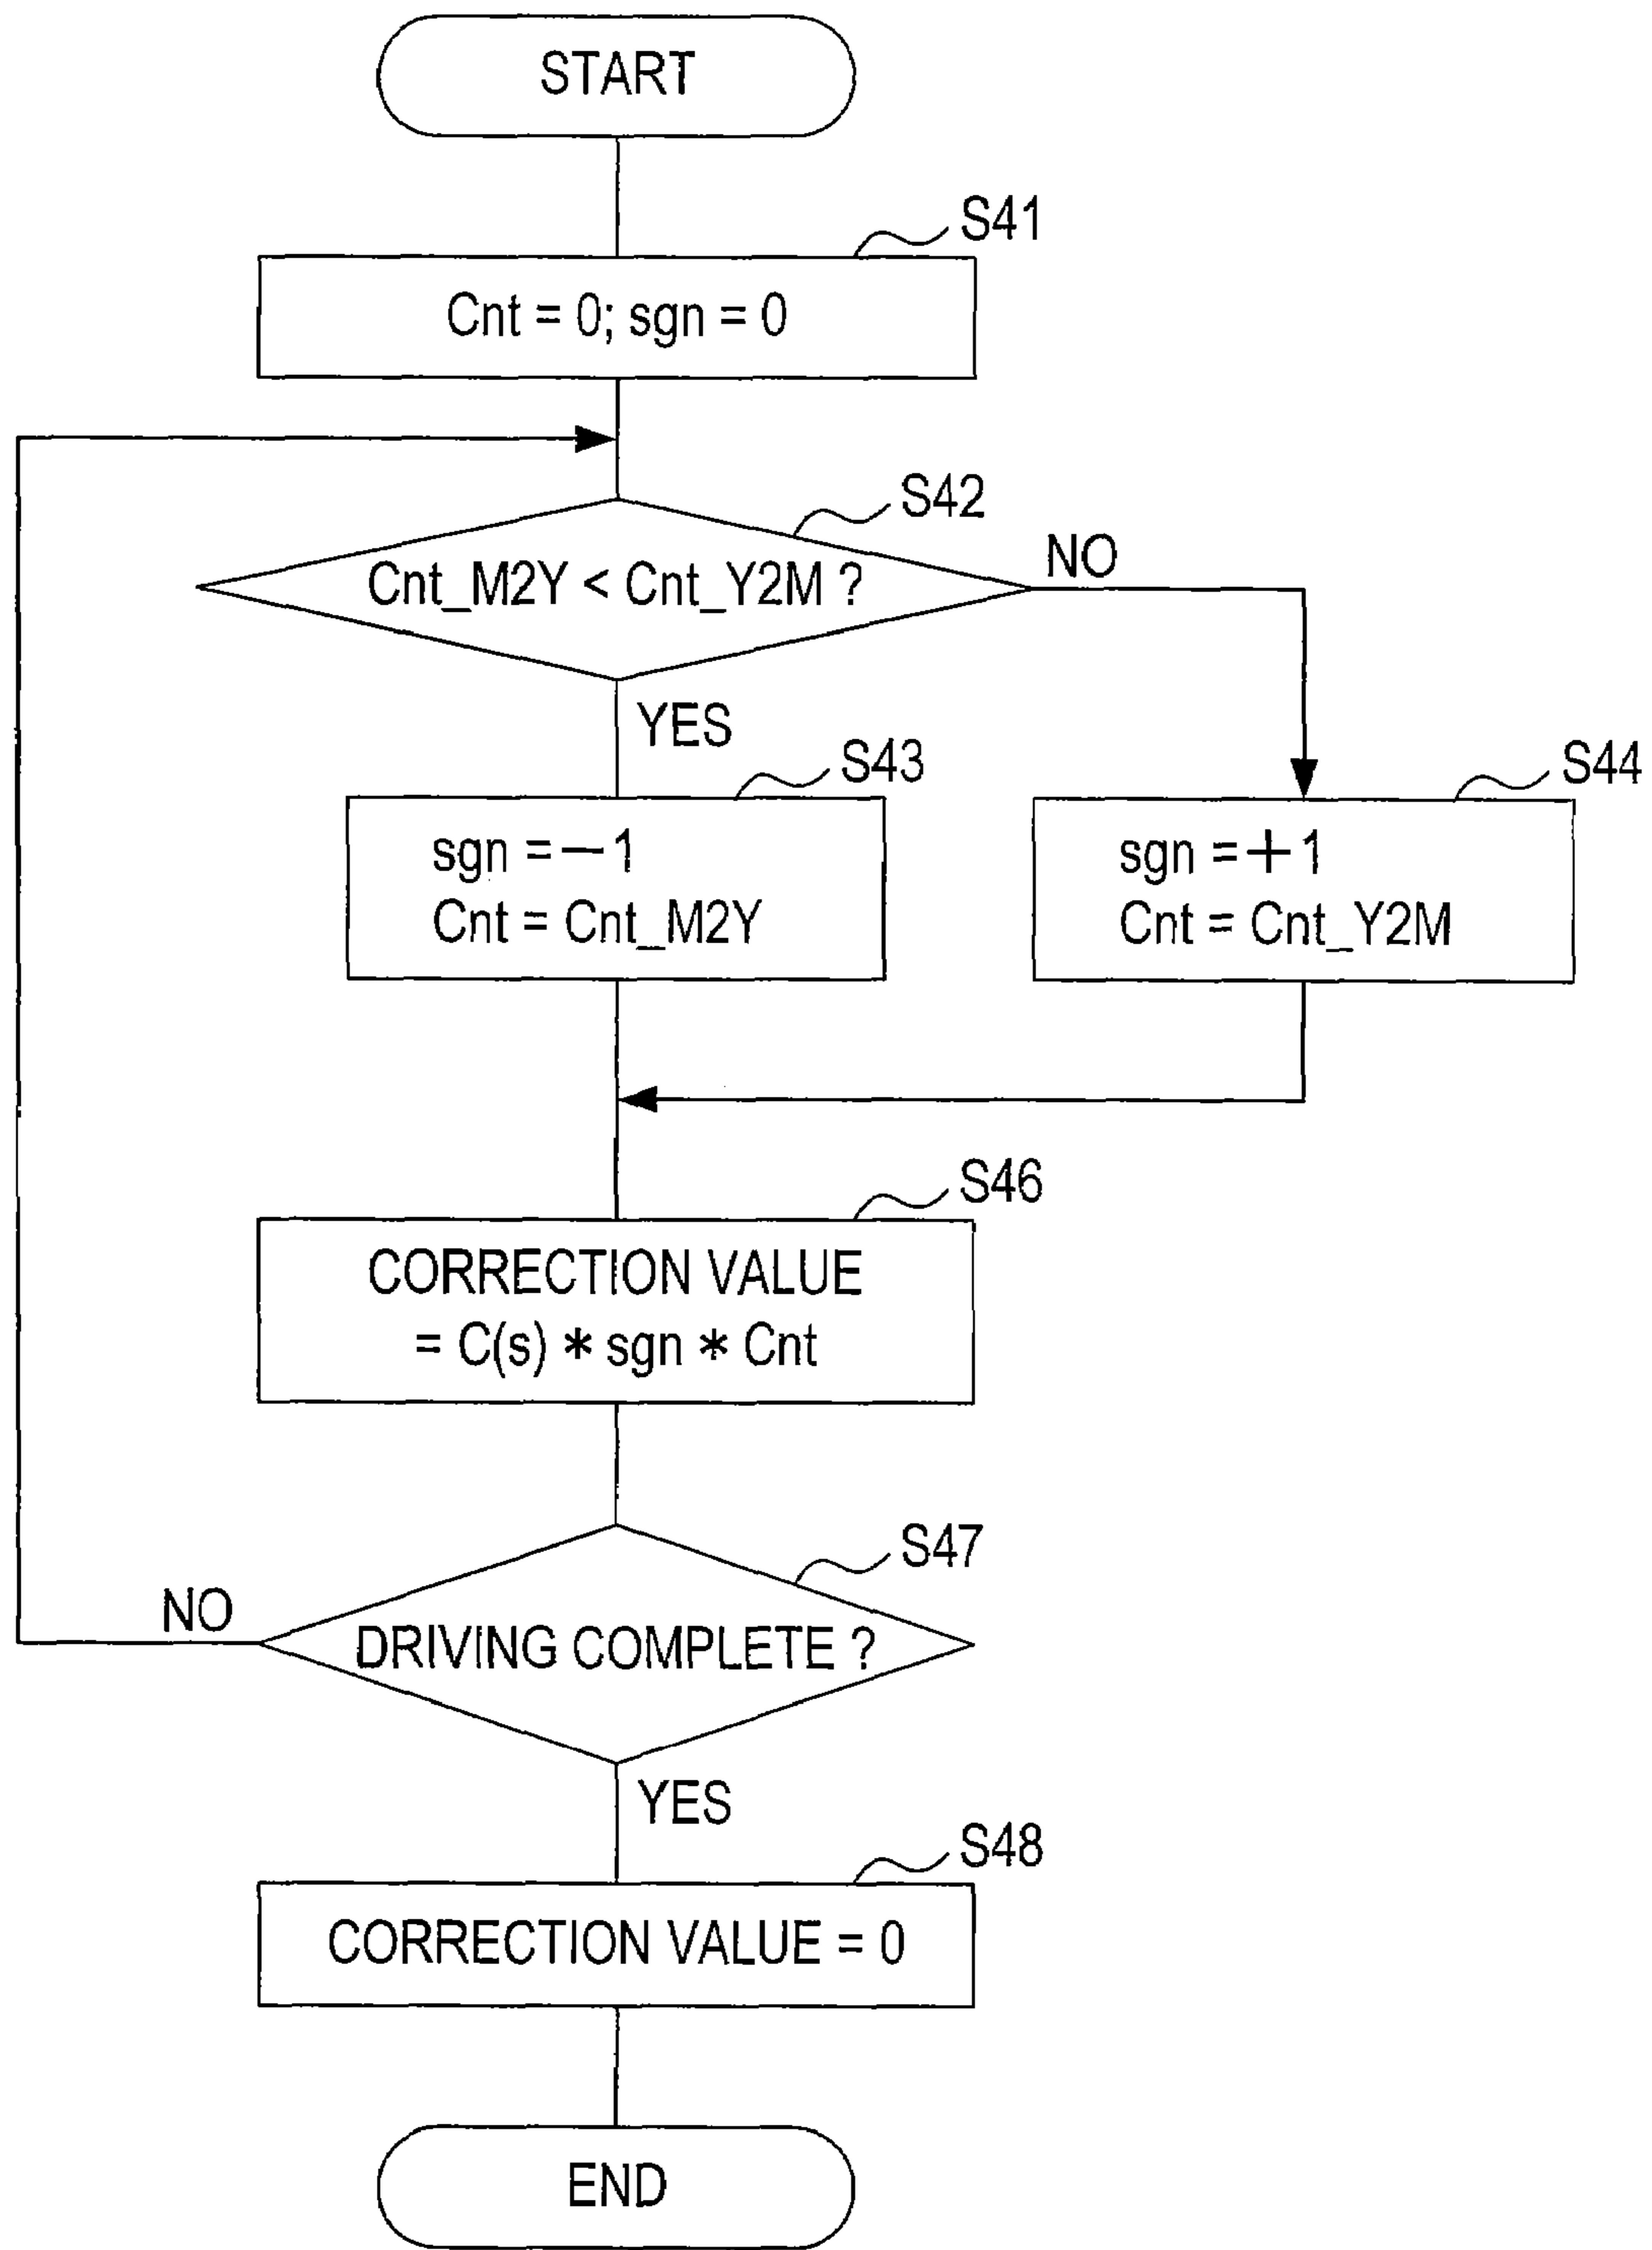 START
S41
Cnt = 0; sgn = 0
S42
Cnt_M2Y < Cnt_Y2M ?
NO
YES
S43
sgn = −1
Cnt = Cnt_M2Y
S44
sgn = +1
Cnt = Cnt_Y2M
S46
CORRECTION VALUE
= C(s) * sgn * Cnt
S47
NO
DRIVING COMPLETE ?
YES
S48
CORRECTION VALUE = 0
END